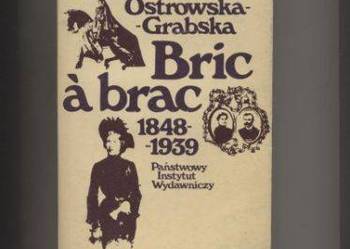 Ostrowska-
-Grabska
Bric
à brac
1848-
-1939
Państwowy
Instytut
Wydawniczy